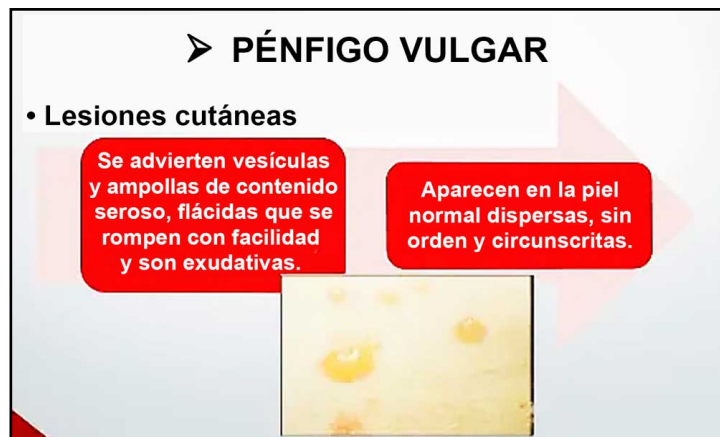 ➢ PÉNFIGO VULGAR
• Lesiones cutáneas
Se advierten vesículas
y ampollas de contenido
seroso, flácidas que se
rompen con facilidad
y son exudativas.
Aparecen en la piel
normal dispersas, sin
orden y circunscritas.